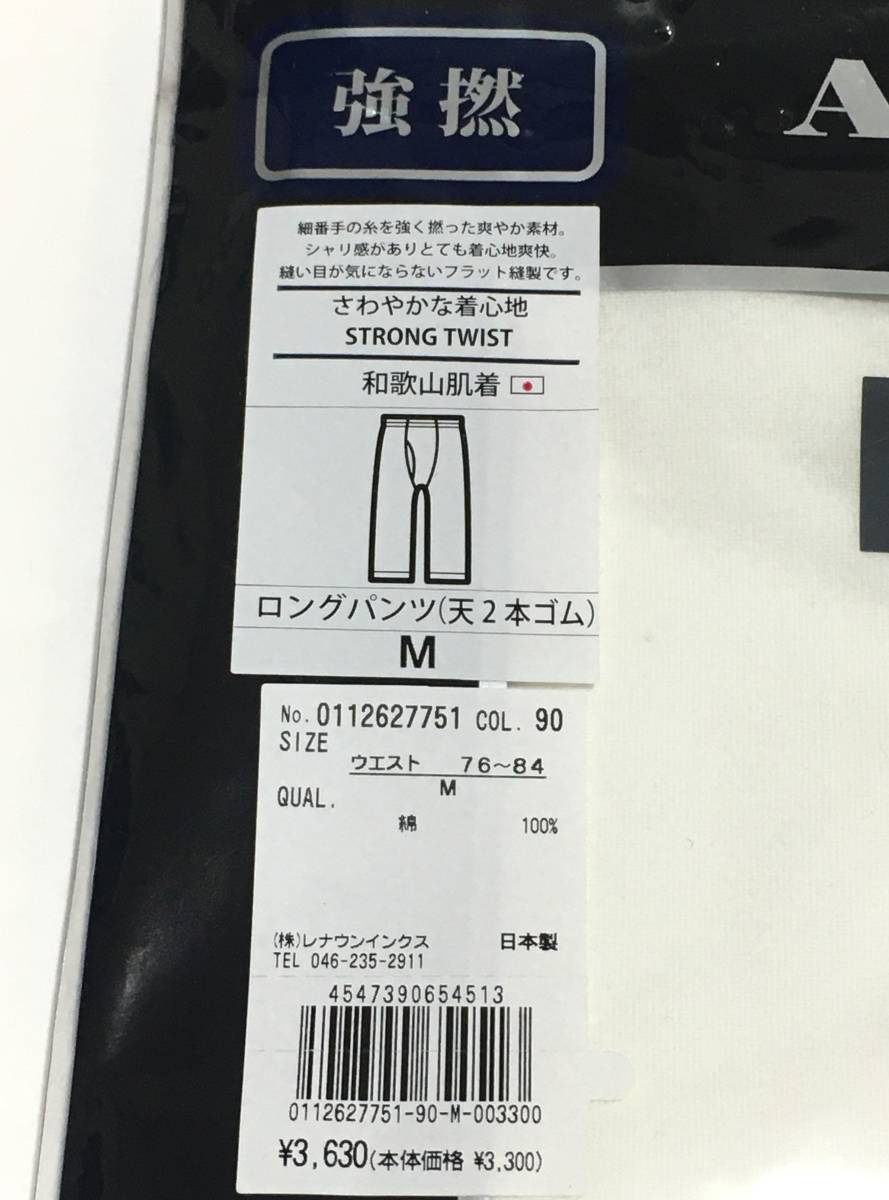 強撚
A
細番手の糸を強く撚った爽やか素材。
シャリ感がありとても着心地爽快。
縫い目が気にならないフラット縫製です。
さわやかな着心地
STRONG TWIST
和歌山肌着
ロングパンツ(天2本ゴム)
M
No. 0112627751 COL. 90
SIZE
ウエスト 76～84
M
QUAL.
綿 100%
(株)レナウンインクス 日本製
TEL 046-235-2911
4547390654513
0112627751-90-M-003300
¥3,630(本体価格 ¥3,300)